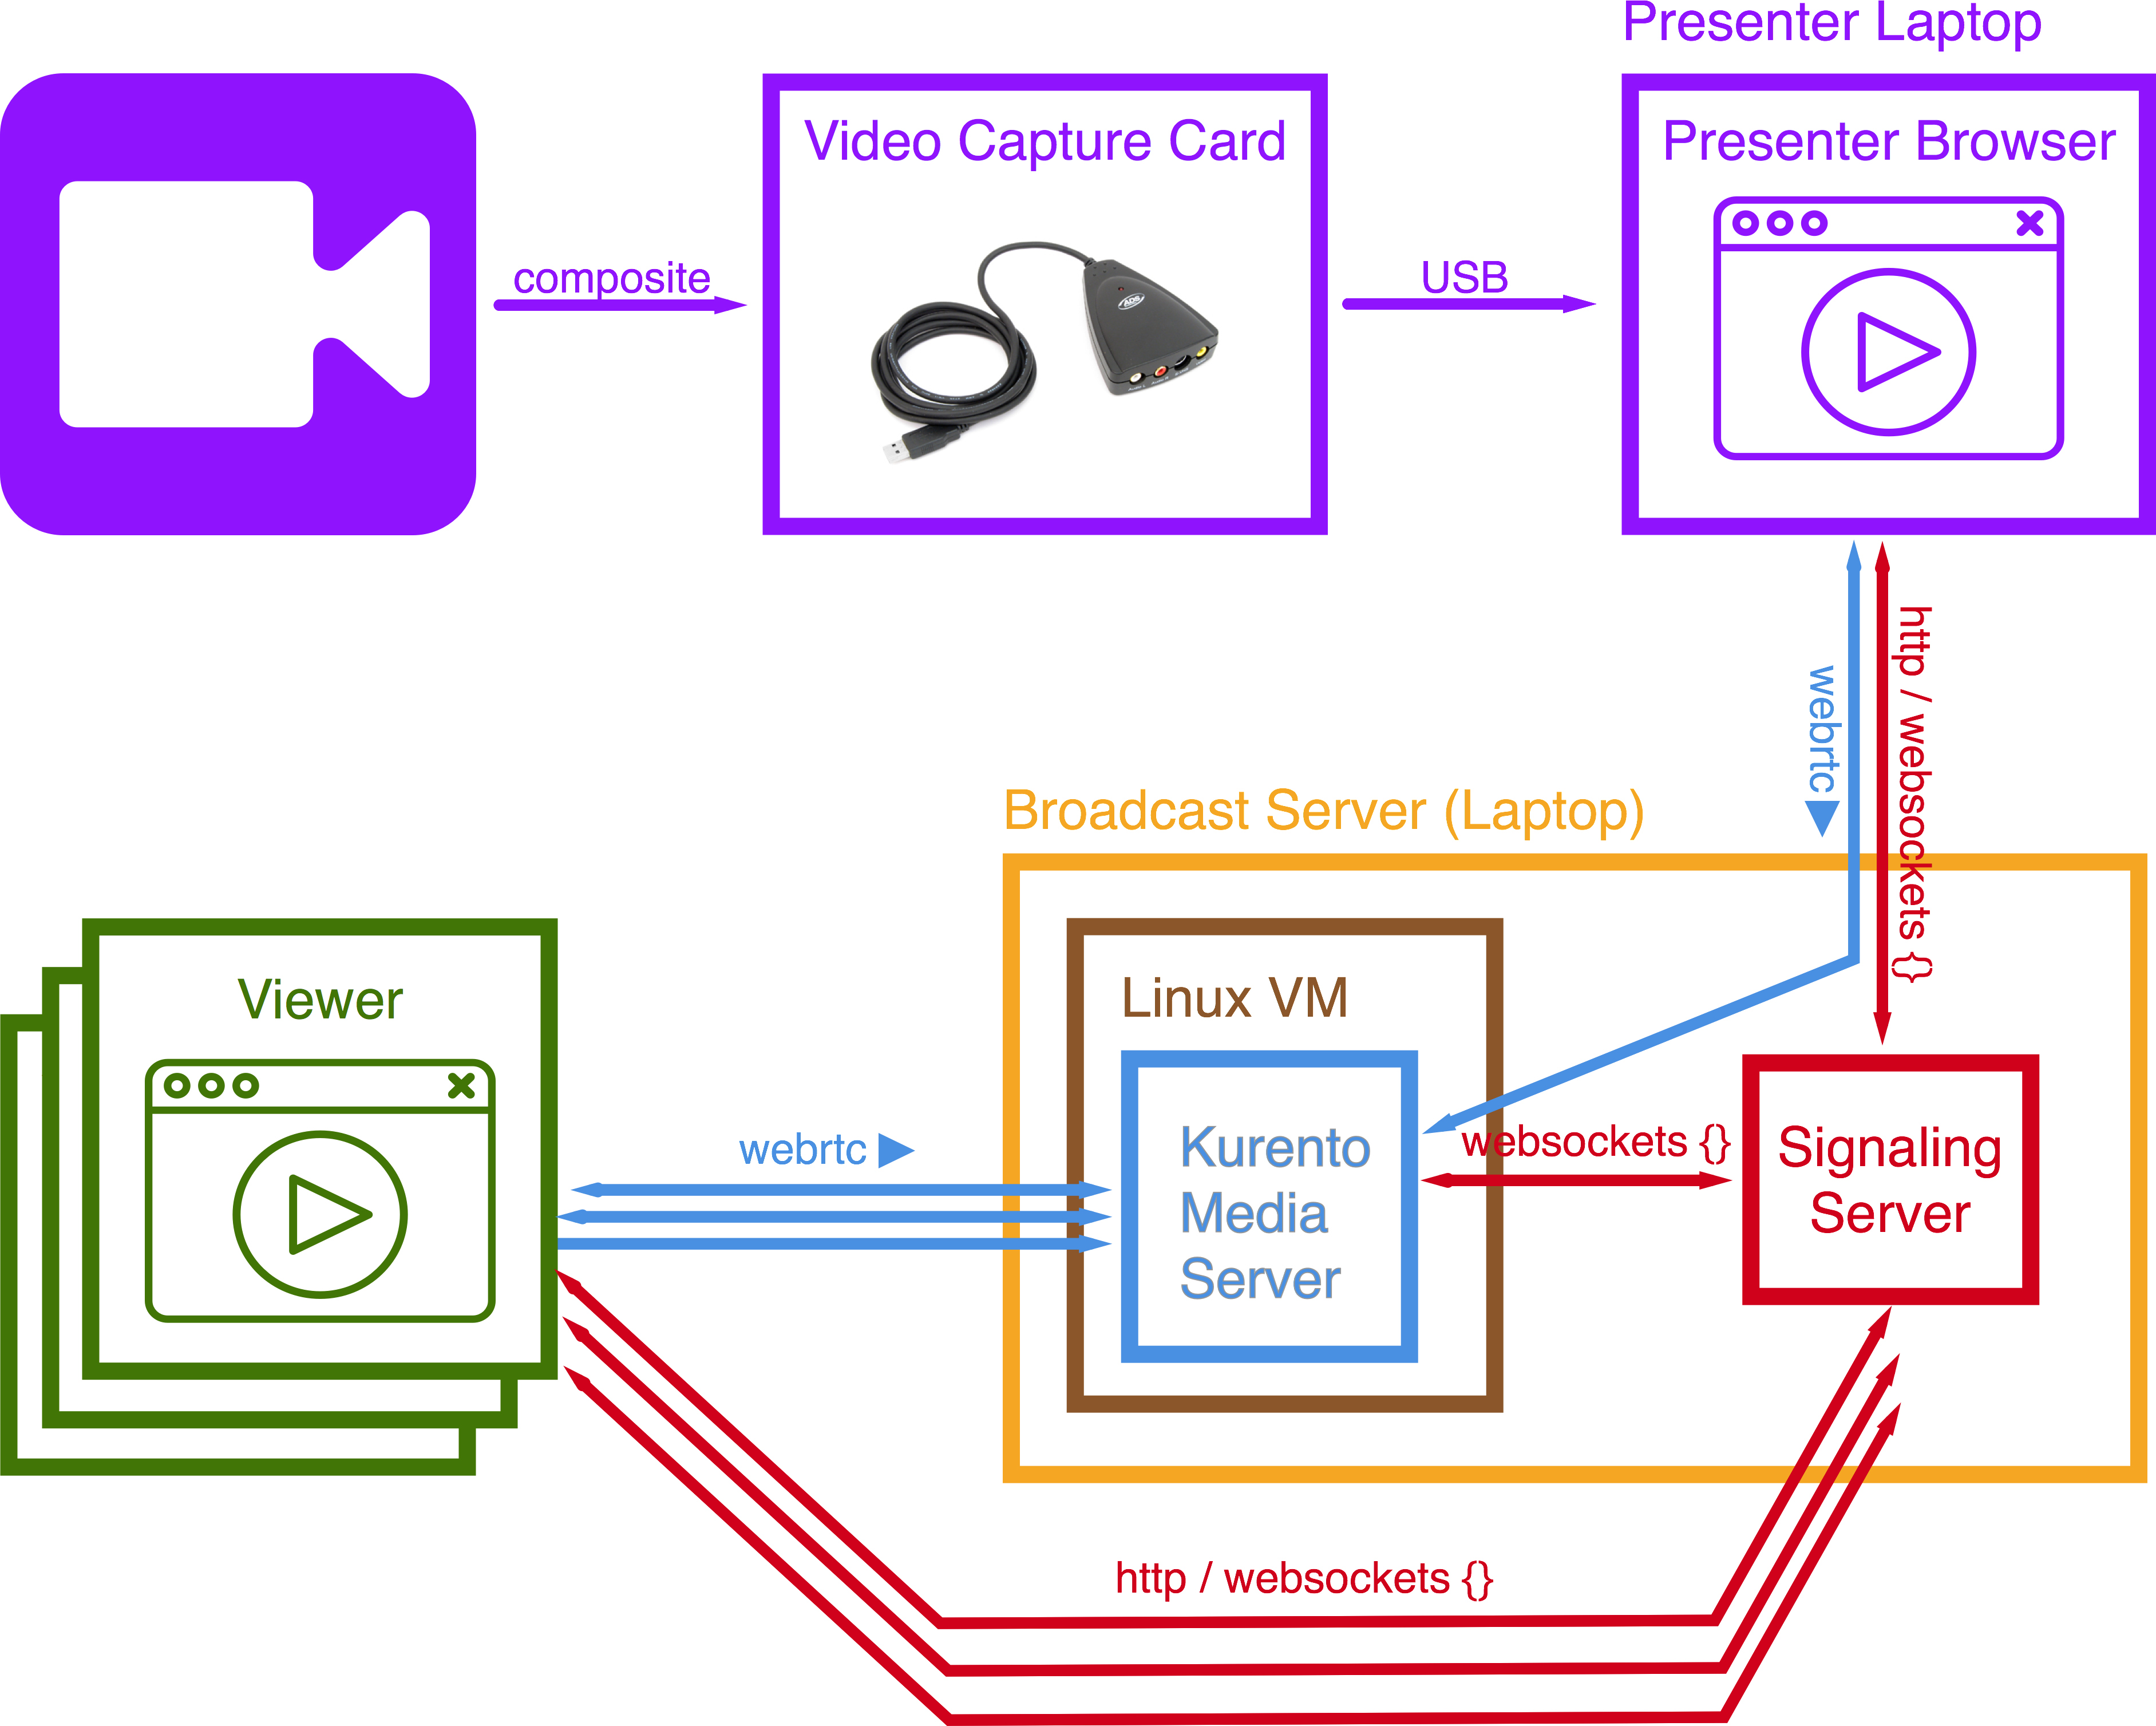 Presenter Laptop
Video Capture Card
Presenter Browser
composite
USB
ADS
webrtc
http / websockets {}
Broadcast Server (Laptop)
Viewer
Linux VM
webrtc
Kurento
Media
Server
websockets {}
Signaling
Server
http / websockets {}